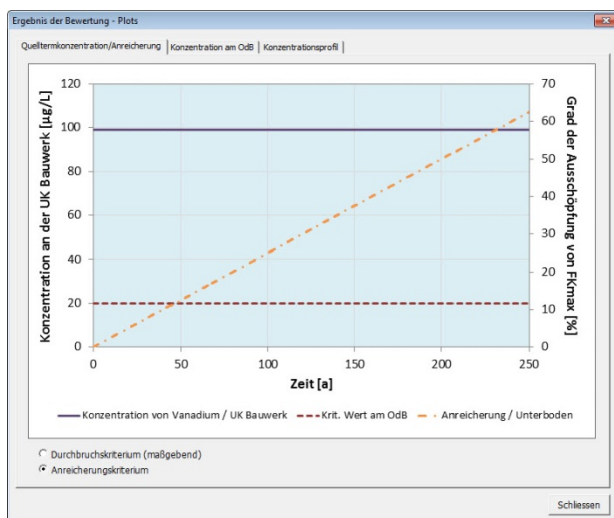 Ergebnis der Bewertung - Plots
Quelltermkonzentration/Anreicherung
Konzentration am OdB
Konzentrationsprofil
Konzentration an der UK Bauwerk [µg/L]
120
100
80
60
40
20
0
70
60
50
40
30
20
10
0
Grad der Ausschöpfung von FKmax [%]
0 50 100 150 200 250
Zeit [a]
Konzentration von Vanadium / UK Bauwerk
Krit. Wert am OdB
Anreicherung / Unterboden
Durchbruchskriterium (maßgebend)
Anreicherungskriterium
Schliessen